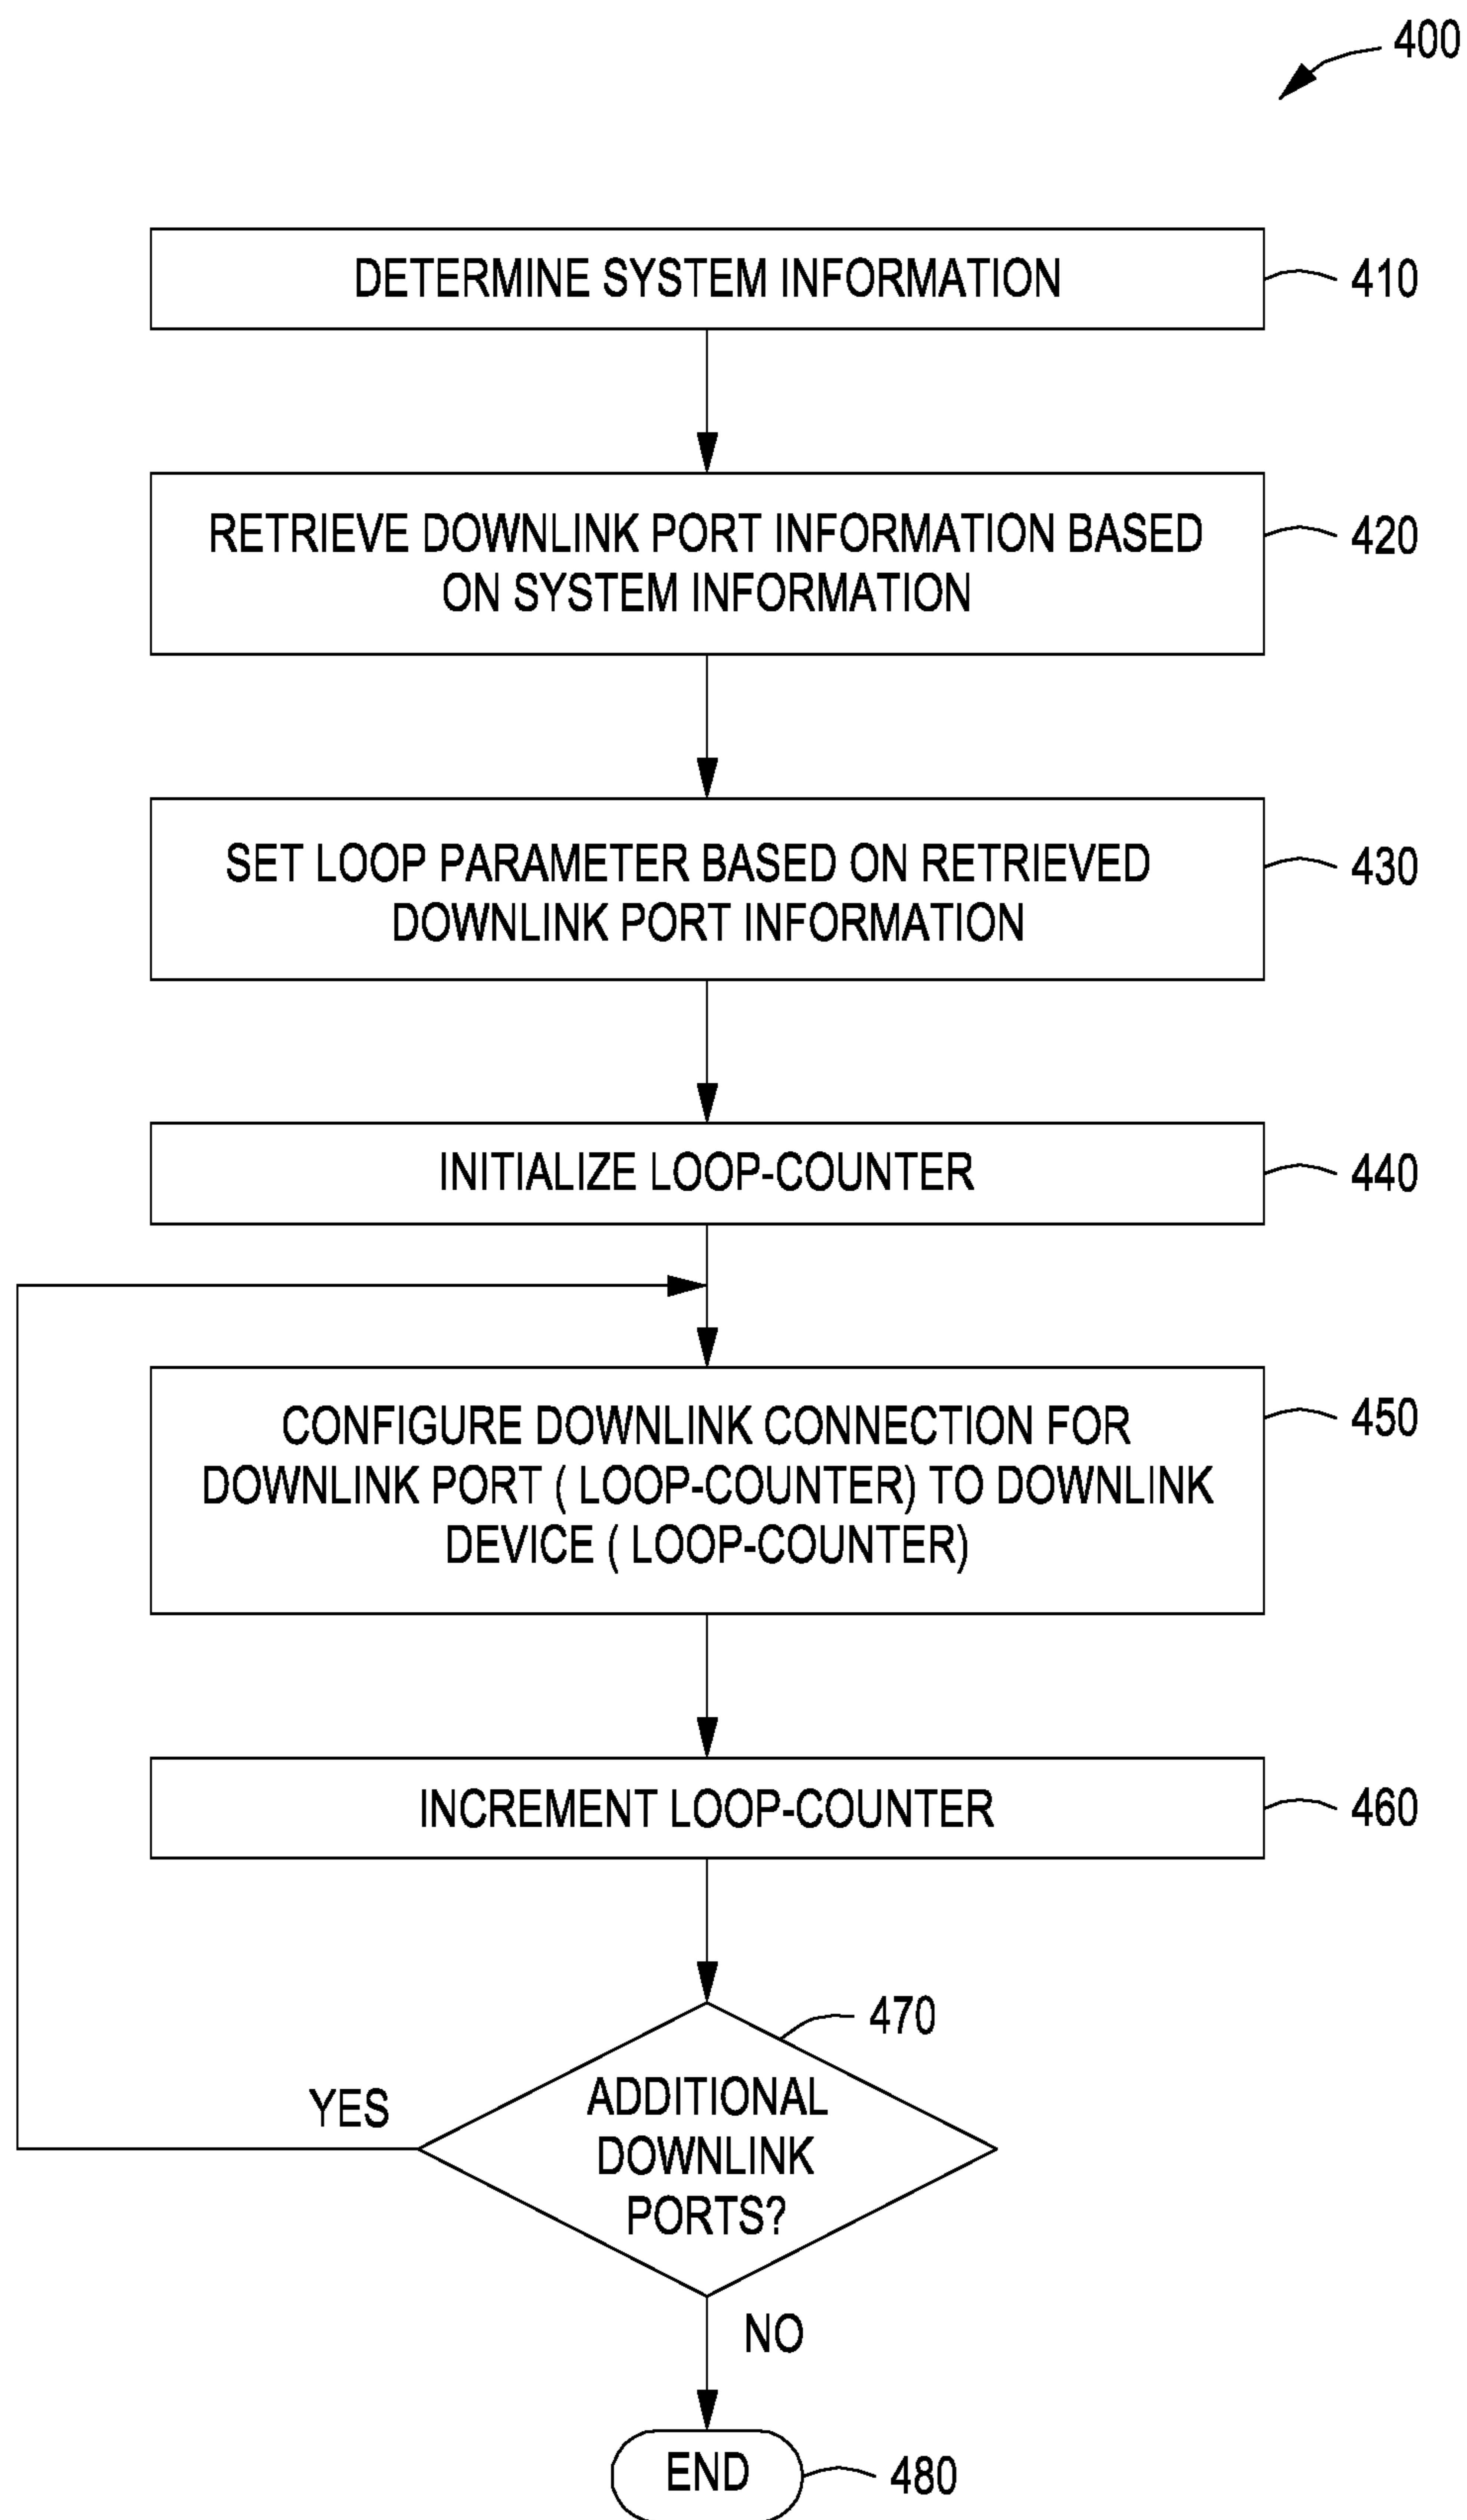 400
DETERMINE SYSTEM INFORMATION
410
RETRIEVE DOWNLINK PORT INFORMATION BASED
ON SYSTEM INFORMATION
420
SET LOOP PARAMETER BASED ON RETRIEVED
DOWNLINK PORT INFORMATION
430
INITIALIZE LOOP-COUNTER
440
CONFIGURE DOWNLINK CONNECTION FOR
DOWNLINK PORT ( LOOP-COUNTER) TO DOWNLINK
DEVICE ( LOOP-COUNTER)
450
INCREMENT LOOP-COUNTER
460
470
ADDITIONAL
DOWNLINK
PORTS?
YES
NO
END
480